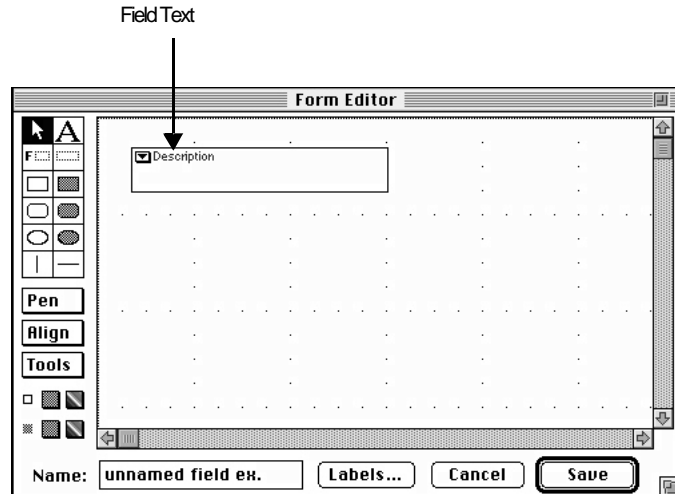 Field Text
Form Editor
A
F
Description
Pen
Align
Tools
Name: unnamed field ex. Labels... Cancel Save